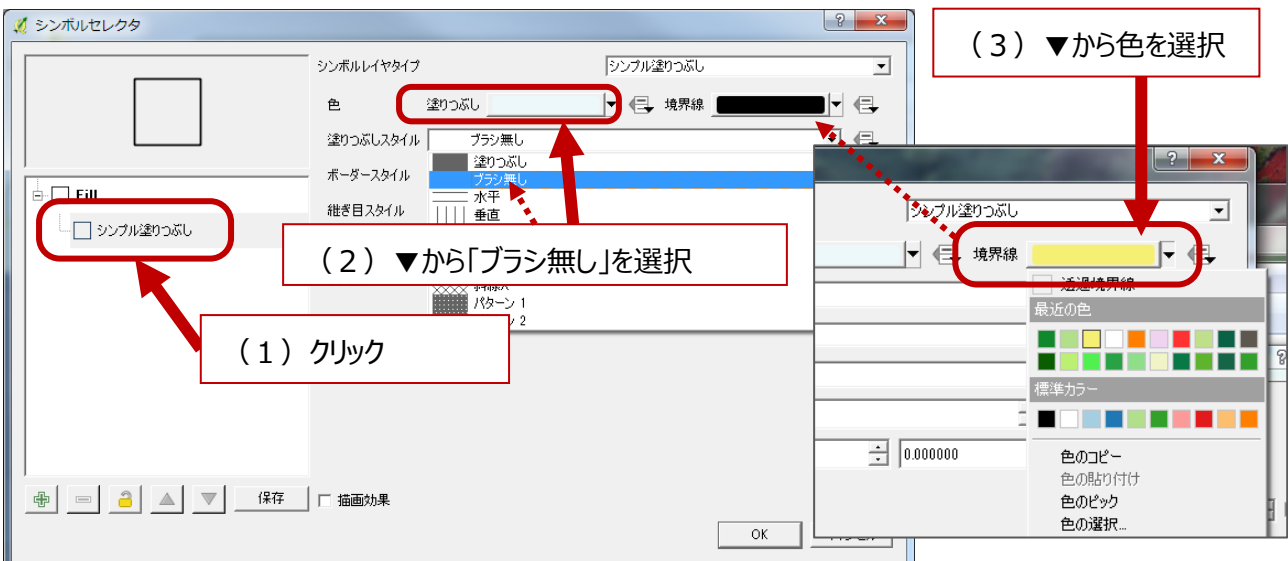 シンボルセレクタ
（３）▼から色を選択
シンボルレイヤタイプ
シンプル塗りつぶし
色
塗りつぶし
境界線
塗りつぶしスタイル
ブラシ無し
塗りつぶし
ブラシ無し
水平
垂直
ボーダースタイル
継ぎ目スタイル
Fill
シンプル塗りつぶし
（２）▼から「ブラシ無し」を選択
パターン 1
2
（１）クリック
保存
描画効果
OK
シンプル塗りつぶし
境界線
透過境界線
最近の色
標準カラー
0.000000
色のコピー
色の貼り付け
色のピック
色の選択...